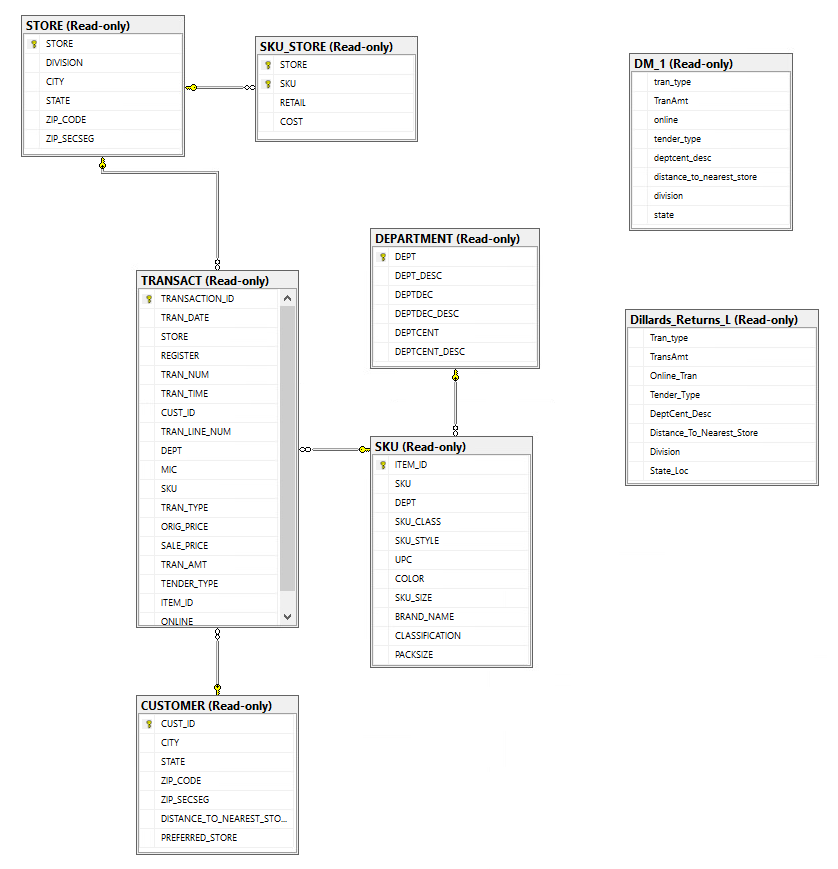 STORE (Read-only)
STORE
DIVISION
CITY
STATE
ZIP_CODE
ZIP_SECSEG
SKU_STORE (Read-only)
STORE
SKU
RETAIL
COST
DM_1 (Read-only)
tran_type
TranAmt
online
tender_type
deptcent_desc
distance_to_nearest_store
division
state
DEPARTMENT (Read-only)
DEPT
DEPT_DESC
DEPTDEC
DEPTDEC_DESC
DEPTCENT
DEPTCENT_DESC
TRANSACT (Read-only)
TRANSACTION_ID
TRAN_DATE
STORE
REGISTER
TRAN_NUM
TRAN_TIME
CUST_ID
TRAN_LINE_NUM
DEPT
MIC
SKU
TRAN_TYPE
ORIG_PRICE
SALE_PRICE
TRAN_AMT
TENDER_TYPE
ITEM_ID
ONLINE
Dillards_Returns_L (Read-only)
Tran_type
TransAmt
Online_Tran
Tender_Type
DeptCent_Desc
Distance_To_Nearest_Store
Division
State_Loc
SKU (Read-only)
ITEM_ID
SKU
DEPT
SKU_CLASS
SKU_STYLE
UPC
COLOR
SKU_SIZE
BRAND_NAME
CLASSIFICATION
PACKSIZE
CUSTOMER (Read-only)
CUST_ID
CITY
STATE
ZIP_CODE
ZIP_SECSEG
DISTANCE_TO_NEAREST_STO...
PREFERRED_STORE